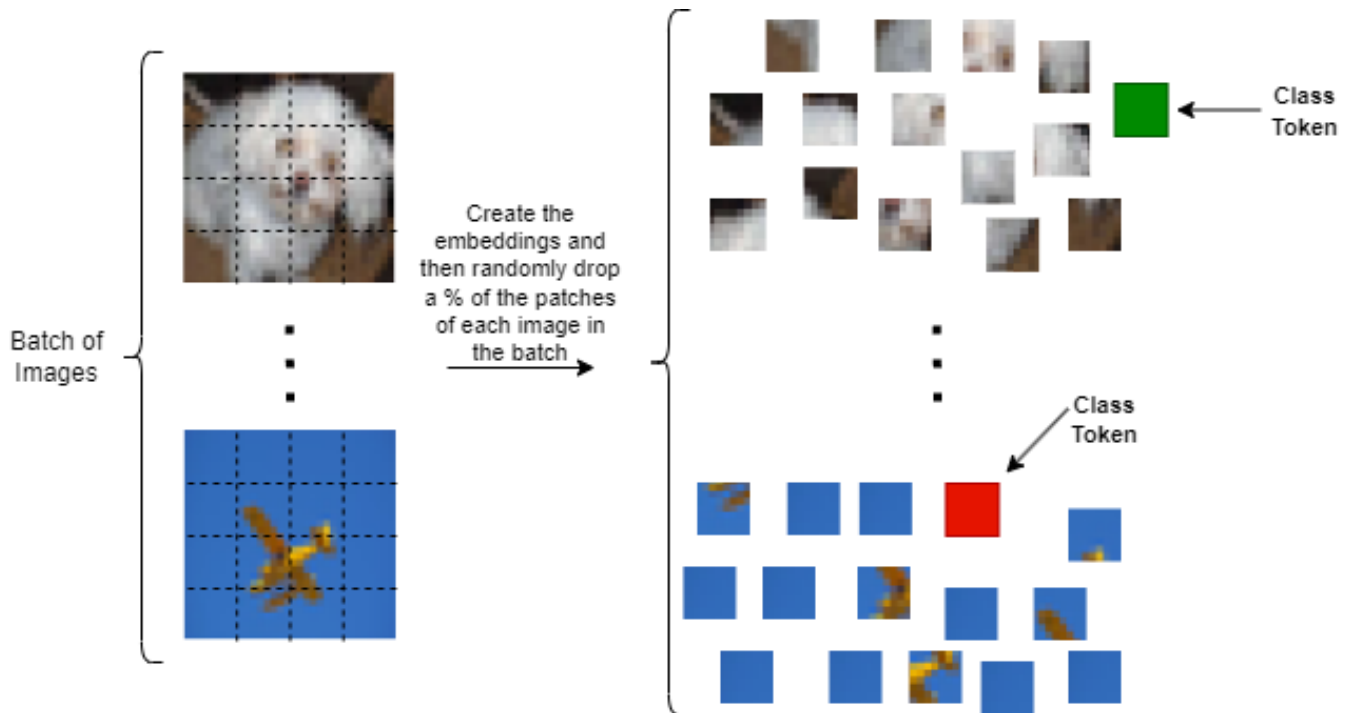 Batch of
Images
Create the
embeddings and
then randomly drop
a % of the patches
of each image in
the batch
Class
Token
Class
Token